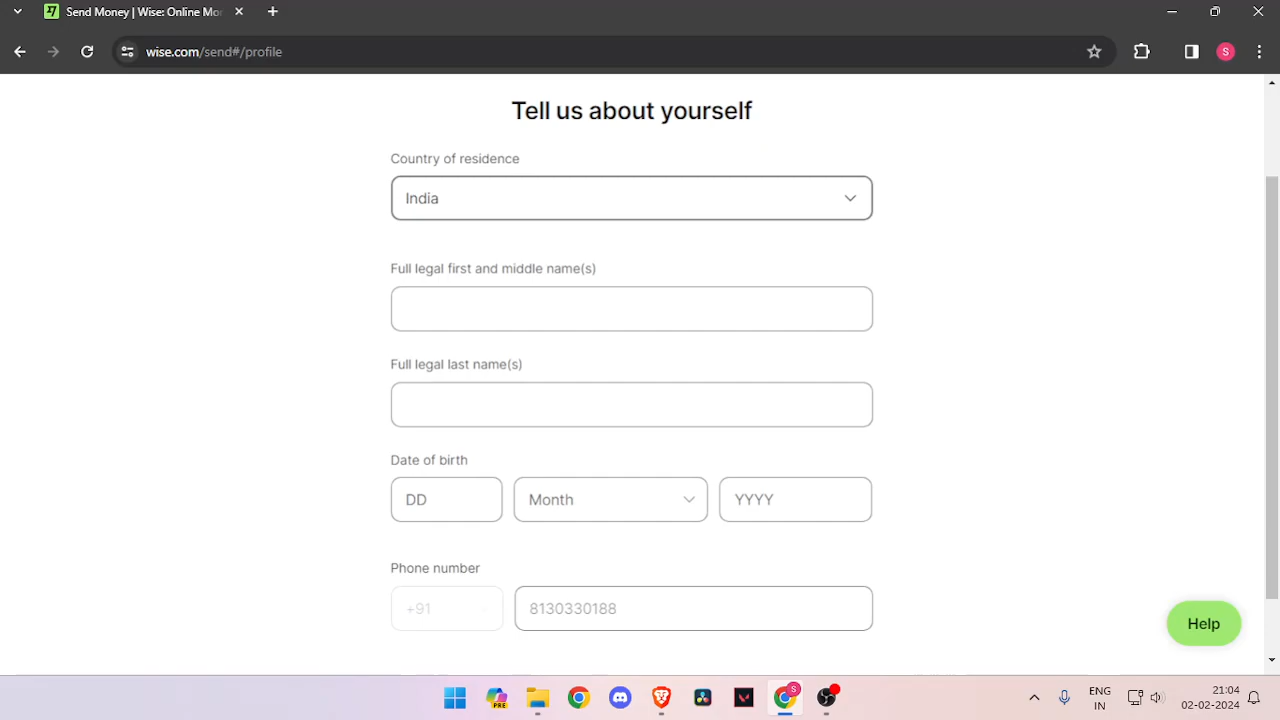 Send Money | Wise: Online Mor
wise.com/send#/profile
S
Tell us about yourself
Country of residence
India
Full legal first and middle name(s)
Full legal last name(s)
Date of birth
DD Month YYYY
Phone number
+91 8130330188
Help
PRE
S
ENG
IN
21:04
02-02-2024